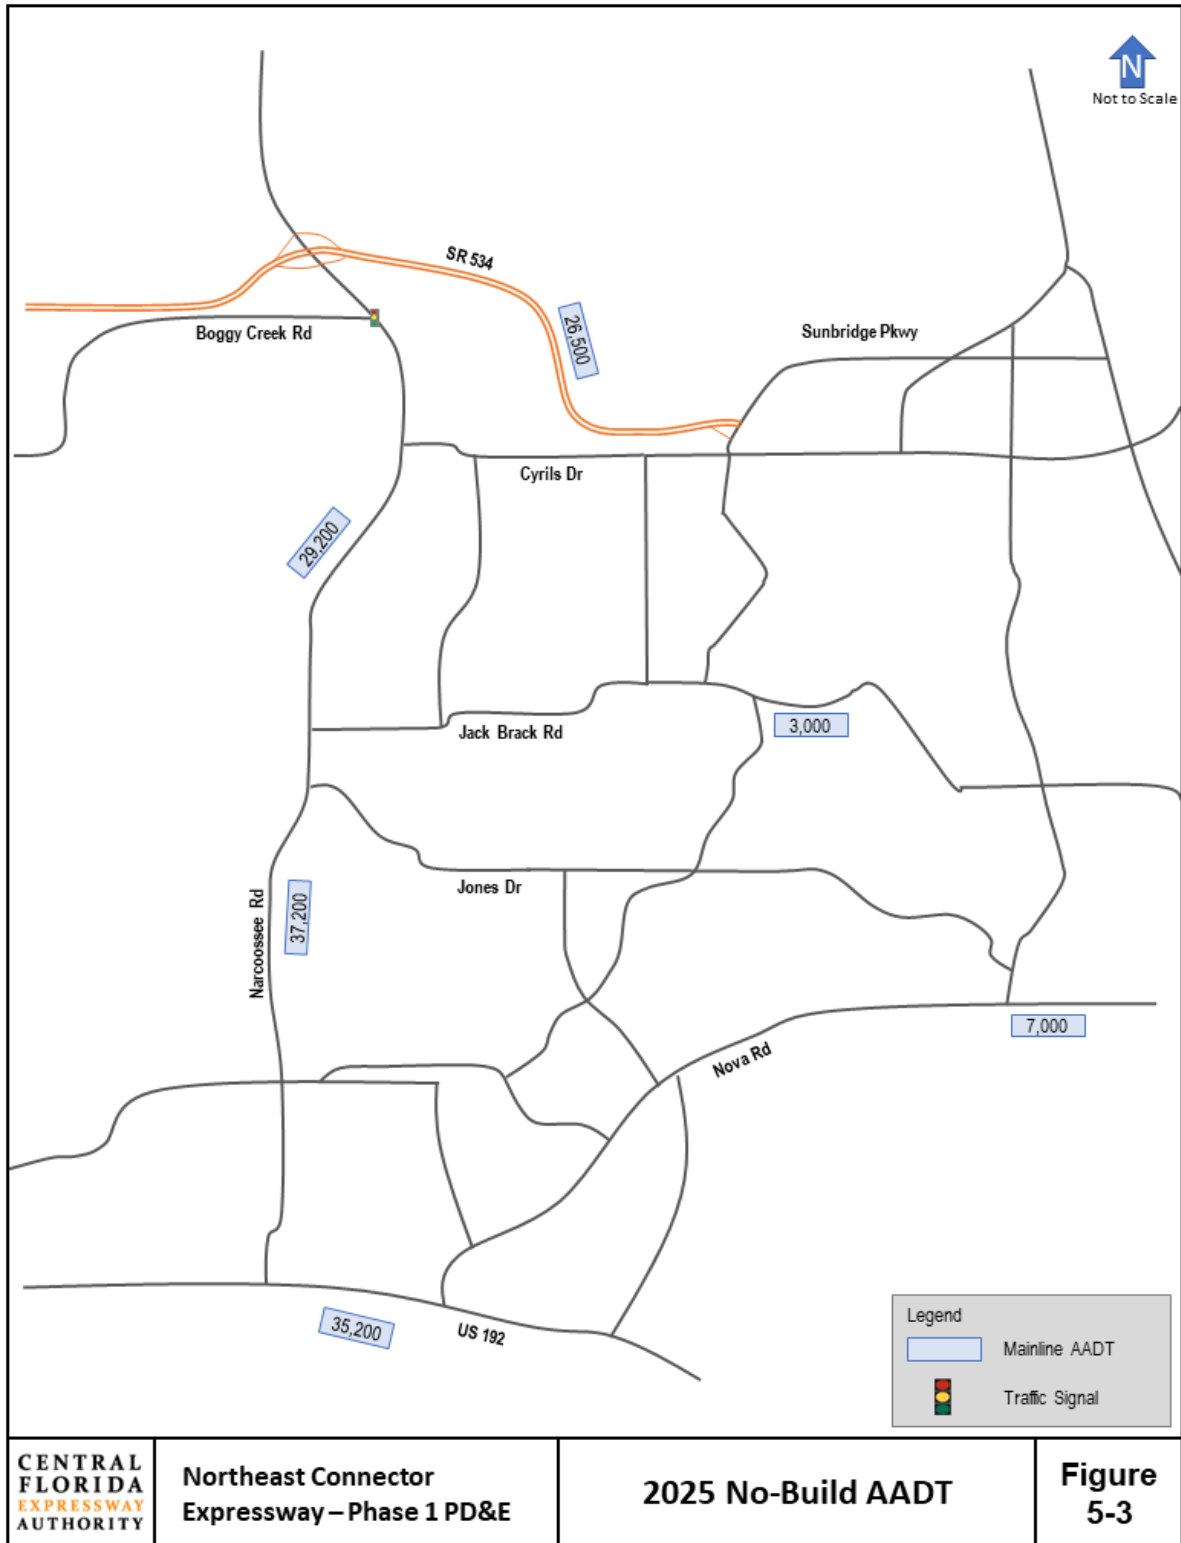 N
Not to Scale
SR 534
26,500
Sunbridge Pkwy
Boggy Creek Rd
Cyrils Dr
29,200
3,000
Jack Brack Rd
Jones Dr
Narcoossee Rd
37,200
7,000
Nova Rd
35,200
US 192
Legend
Mainline AADT
Traffic Signal
CENTRAL
FLORIDA
EXPRESSWAY
AUTHORITY
Northeast Connector
Expressway – Phase 1 PD&E
2025 No-Build AADT
Figure
5-3